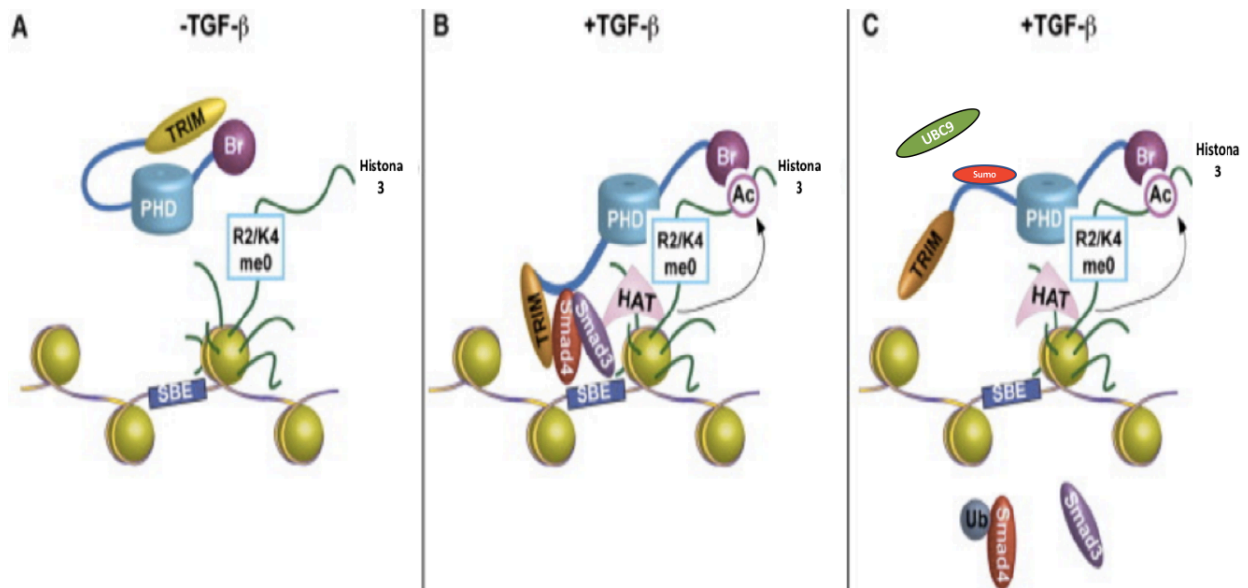 A
-TGF-β
TRIM
Br
PHD
Histona
3
R2/K4
me0
SBE
B
+TGF-β
Br
Histona
3
Ac
PHD
R2/K4
me0
HAT
TRIM
Smad4
Smad3
SBE
C
+TGF-β
UBC9
Br
Histona
3
Sumo
Ac
PHD
R2/K4
me0
TRIM
HAT
SBE
Ub
Smad4
Smad3